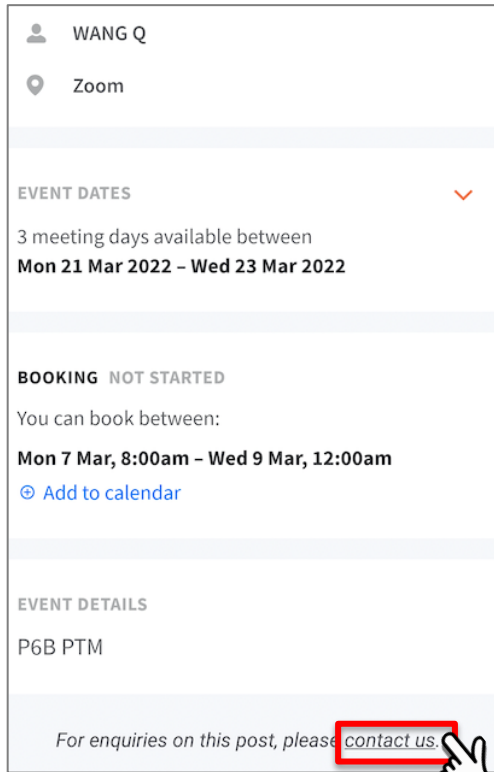 WANG Q
Zoom
EVENT DATES
3 meeting days available between
Mon 21 Mar 2022 – Wed 23 Mar 2022
BOOKING NOT STARTED
You can book between:
Mon 7 Mar, 8:00am – Wed 9 Mar, 12:00am
Add to calendar
EVENT DETAILS
P6B PTM
For enquiries on this post, please contact us.